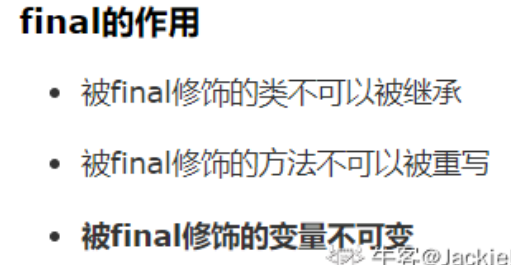 final的作用
被final修饰的类不可以被继承
被final修饰的方法不可以被重写
被final修饰的变量不可变
牛客@Jackie